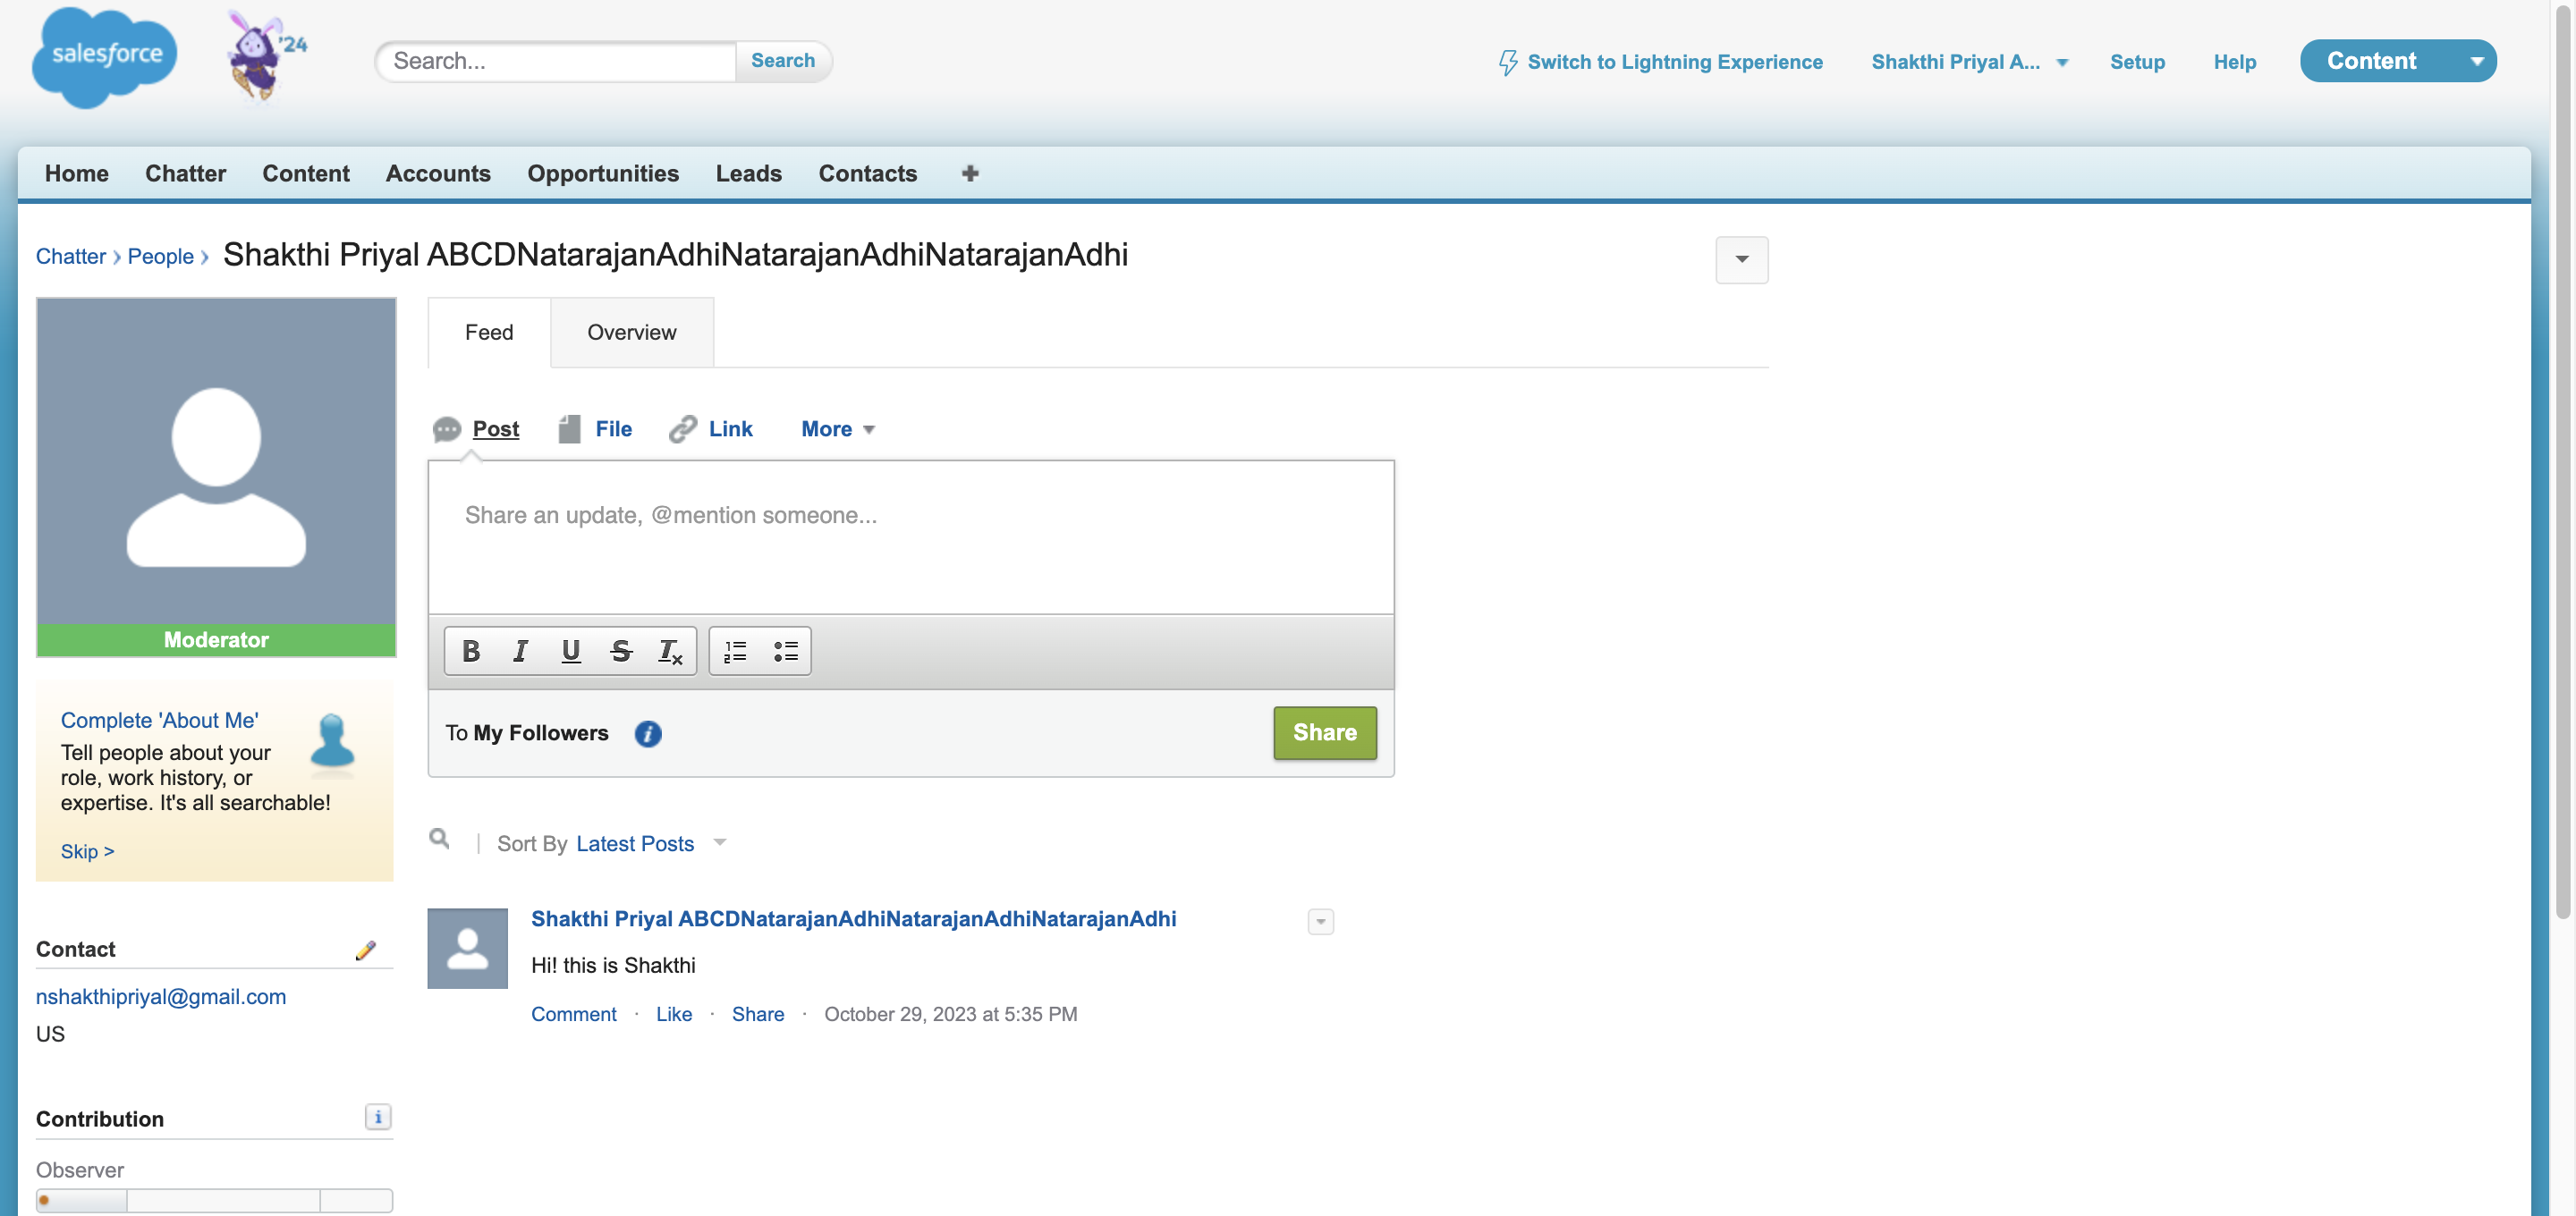 salesforce
'24
Search...
Search
Switch to Lightning Experience
Shakthi Priyal A...
Setup
Help
Content
Home
Chatter
Content
Accounts
Opportunities
Leads
Contacts
Chatter › People › Shakthi Priyal ABCDNatarajanAdhiNatarajanAdhiNatarajanAdhi
Moderator
Complete 'About Me'
Tell people about your
role, work history, or
expertise. It's all searchable!
Skip >
Contact
nshakthipriyal@gmail.com
US
Contribution
Observer
Feed
Overview
Post
File
Link
More
Share an update, @mention someone...
B I U S Tx
To My Followers
Share
Sort By Latest Posts
Shakthi Priyal ABCDNatarajanAdhiNatarajanAdhiNatarajanAdhi
Hi! this is Shakthi
Comment · Like · Share · October 29, 2023 at 5:35 PM